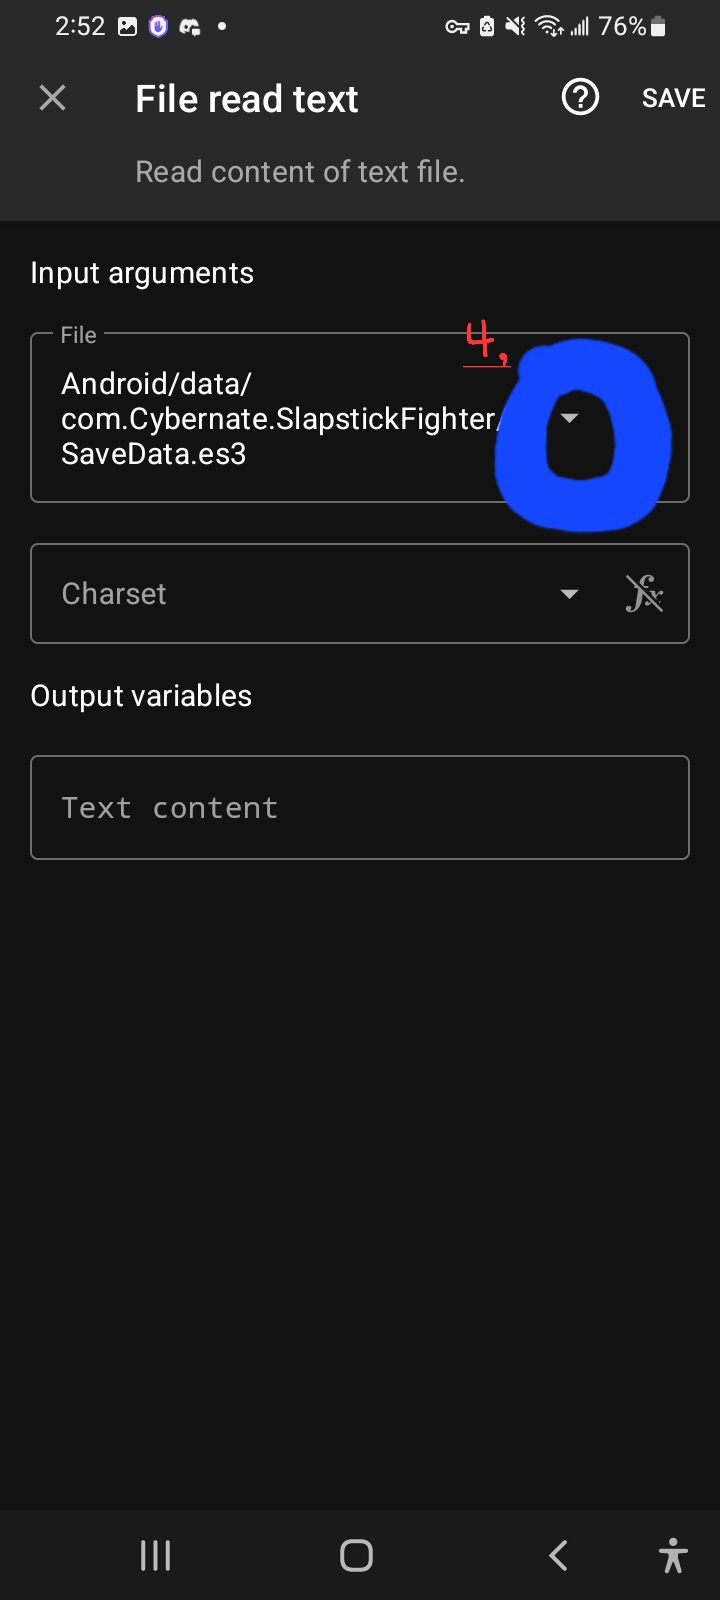 2:52
76%
File read text
SAVE
Read content of text file.
Input arguments
File
4,
Android/data/
com.Cybernate.SlapstickFighter/
SaveData.es3
Charset
fx
Output variables
Text content